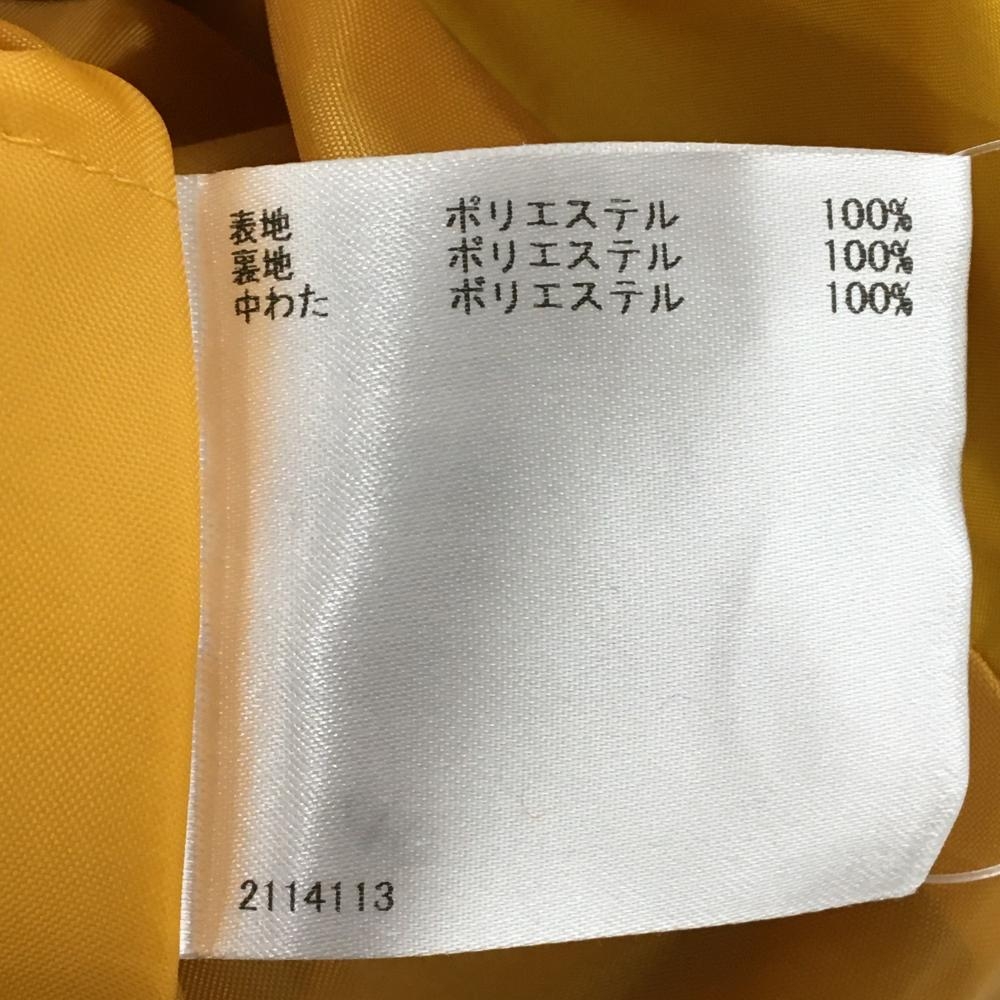 表地 ポリエステル 100%
裏地 ポリエステル 100%
中わた ポリエステル 100%
2114113